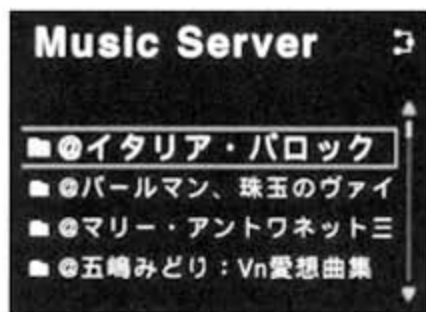 Music Server
@イタリア・バロック
@パールマン、珠玉のヴァイ
@マリー・アントワネット三
@五嶋みどり：Vn愛想曲集